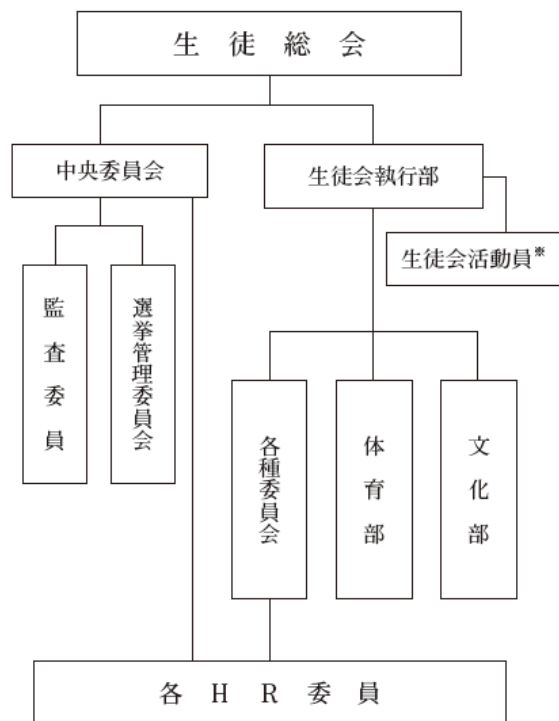 生徒総会
中央委員会
生徒会執行部
生徒会活動員※
監査委員
選挙管理委員会
各種委員会
体育部
文化部
各HR委員